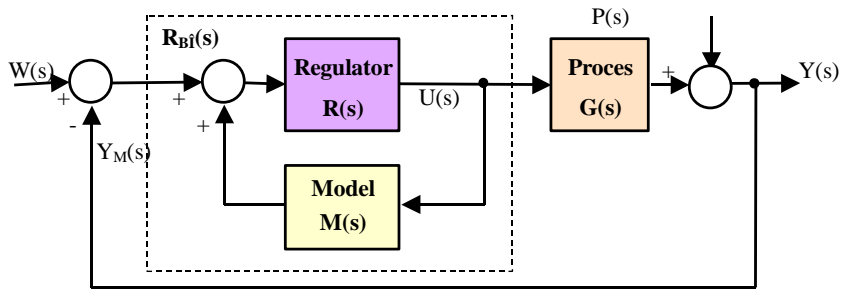 P(s)
R_BÎ(s)
W(s)
+
-
Y_M(s)
+
+
Regulator
R(s)
U(s)
Proces
G(s)
+
Y(s)
Model
M(s)